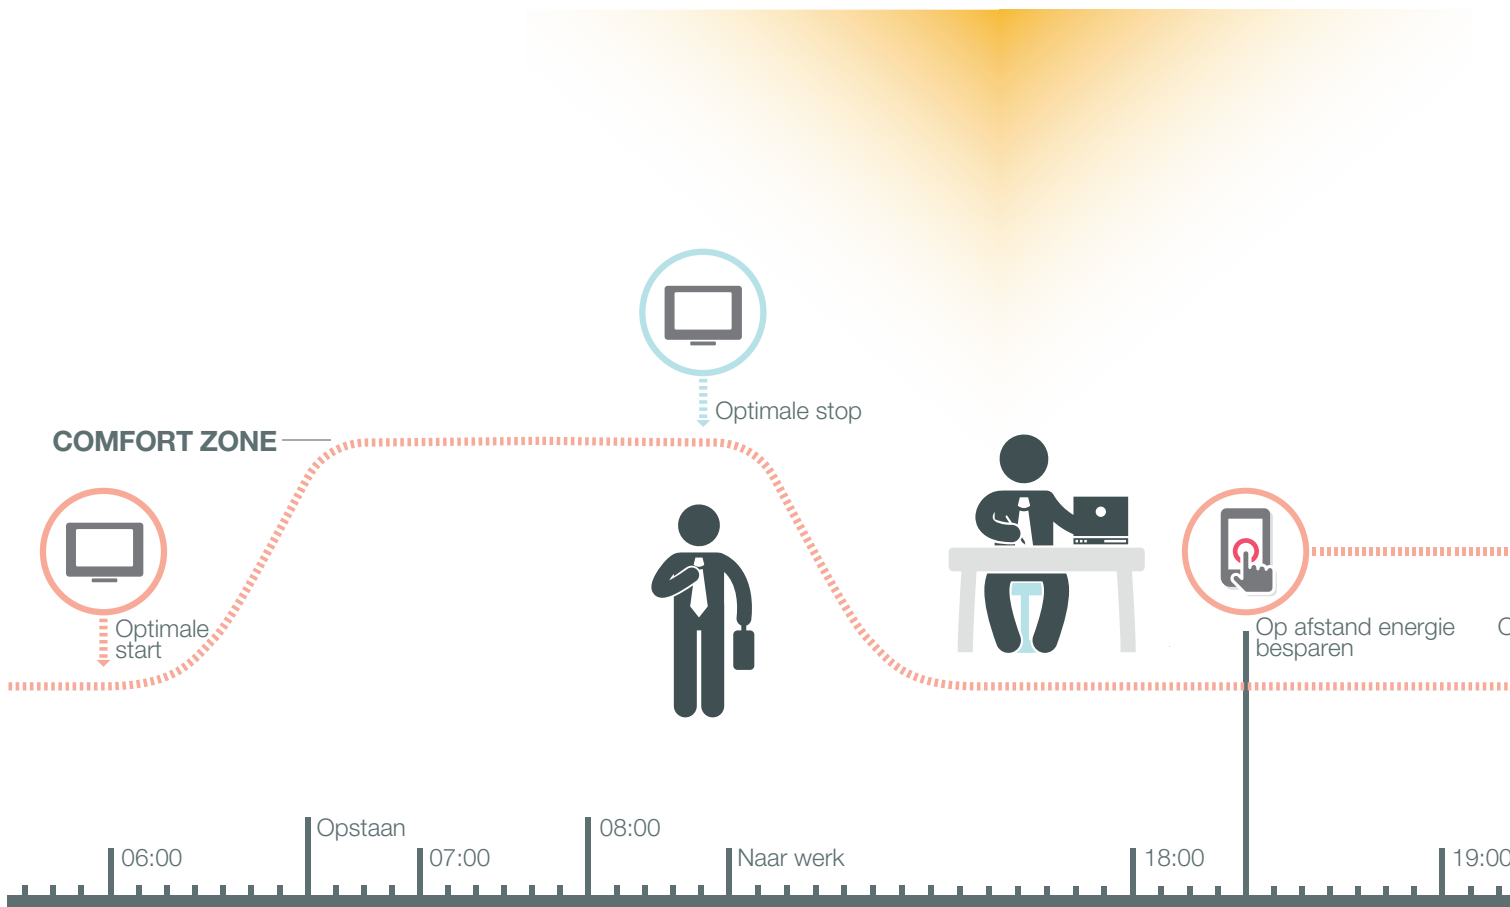 Optimale stop
COMFORT ZONE
Optimale
start
Op afstand energie
besparen
Opstaan
08:00
06:00
07:00
Naar werk
18:00
19:00